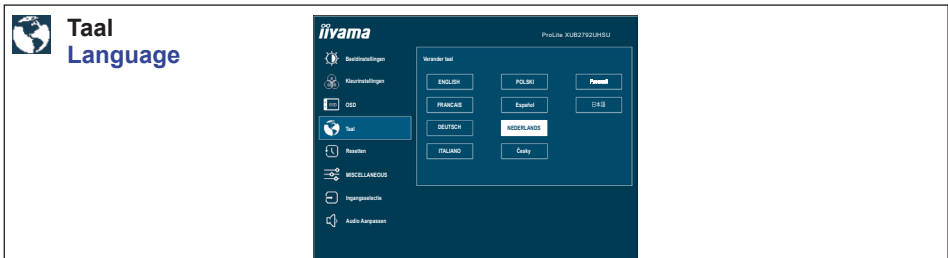 Taal
Language
iiyama
ProLite XUB2792UHSU
Beeldinstellingen
Kleurinstellingen
OSD
Taal
Resetten
MISCELLANEOUS
Ingangsselectie
Audio Aanpassen
Verander taal
ENGLISH
POLSKI
FRANCAIS
Español
日本語
DEUTSCH
NEDERLANDS
ITALIANO
Česky